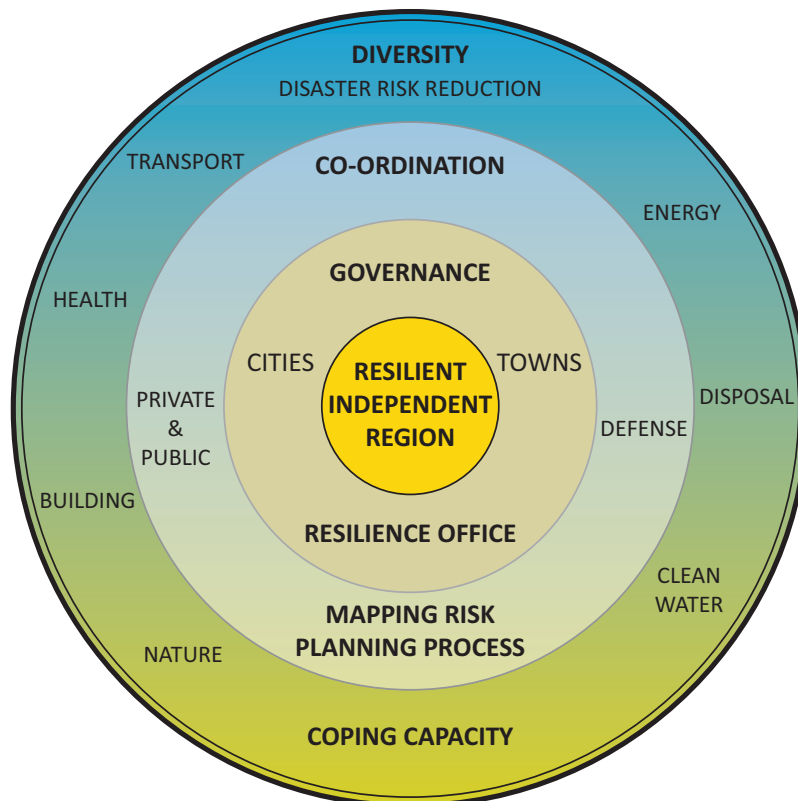 DIVERSITY
DISASTER RISK REDUCTION
TRANSPORT
CO-ORDINATION
ENERGY
GOVERNANCE
HEALTH
CITIES
TOWNS
RESILIENT
INDEPENDENT
REGION
PRIVATE
&
PUBLIC
DISPOSAL
DEFENSE
BUILDING
RESILIENCE OFFICE
CLEAN
WATER
MAPPING RISK
PLANNING PROCESS
NATURE
COPING CAPACITY